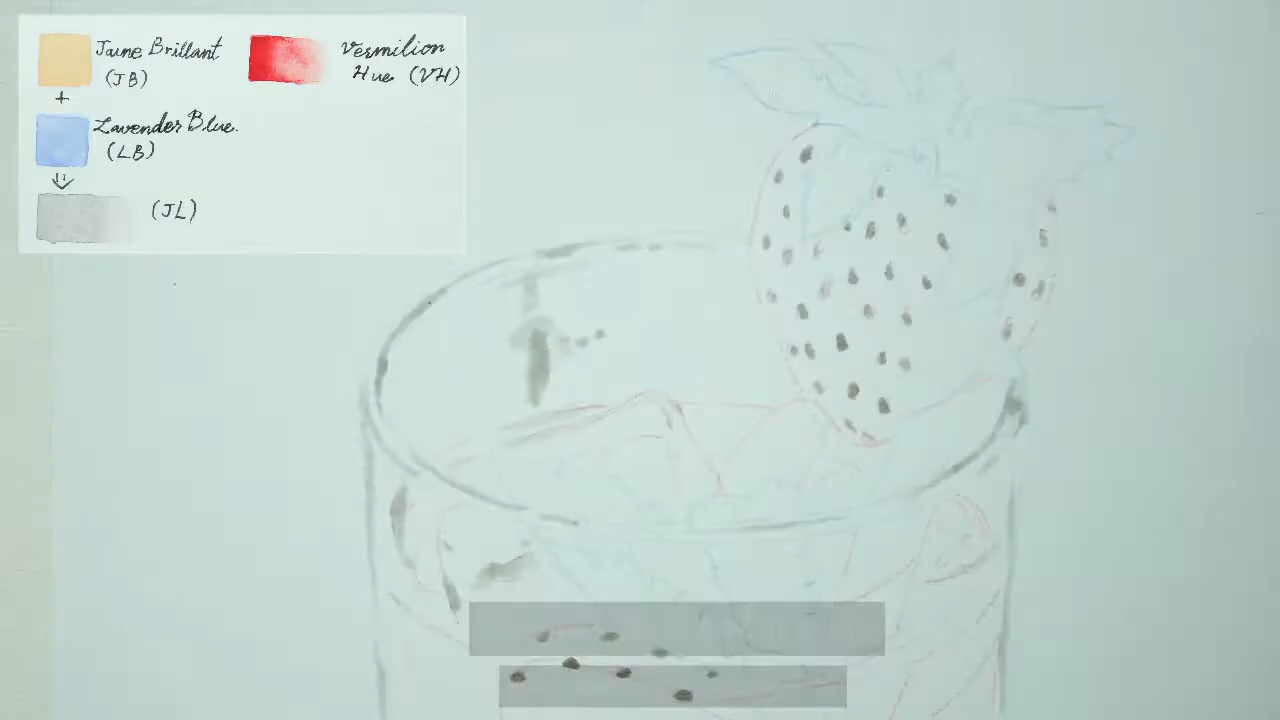 Jaune Brillant
(JB)
+
Lavender Blue.
(LB)
(JL)
Vermilion
Hue (VH)